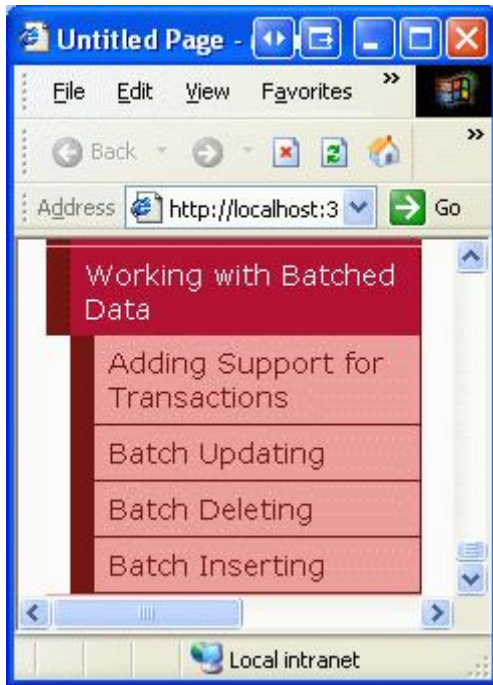 Untitled Page -
File Edit View Favorites »
Back »
Address http://localhost:3 Go
Working with Batched
Data
Adding Support for
Transactions
Batch Updating
Batch Deleting
Batch Inserting
Local intranet